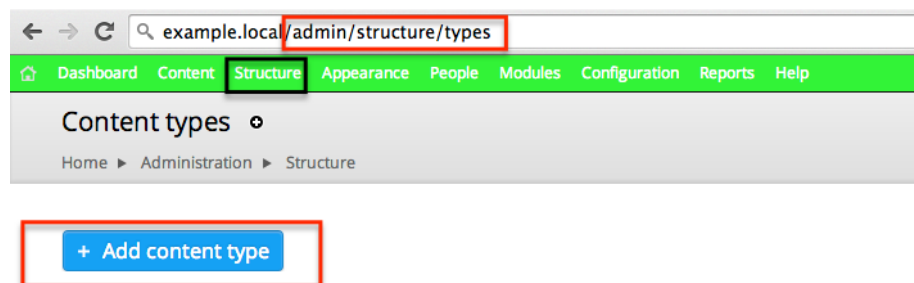 example.local/admin/structure/types
Dashboard Content Structure Appearance People Modules Configuration Reports Help
Content types
Home ► Administration ► Structure
+ Add content type